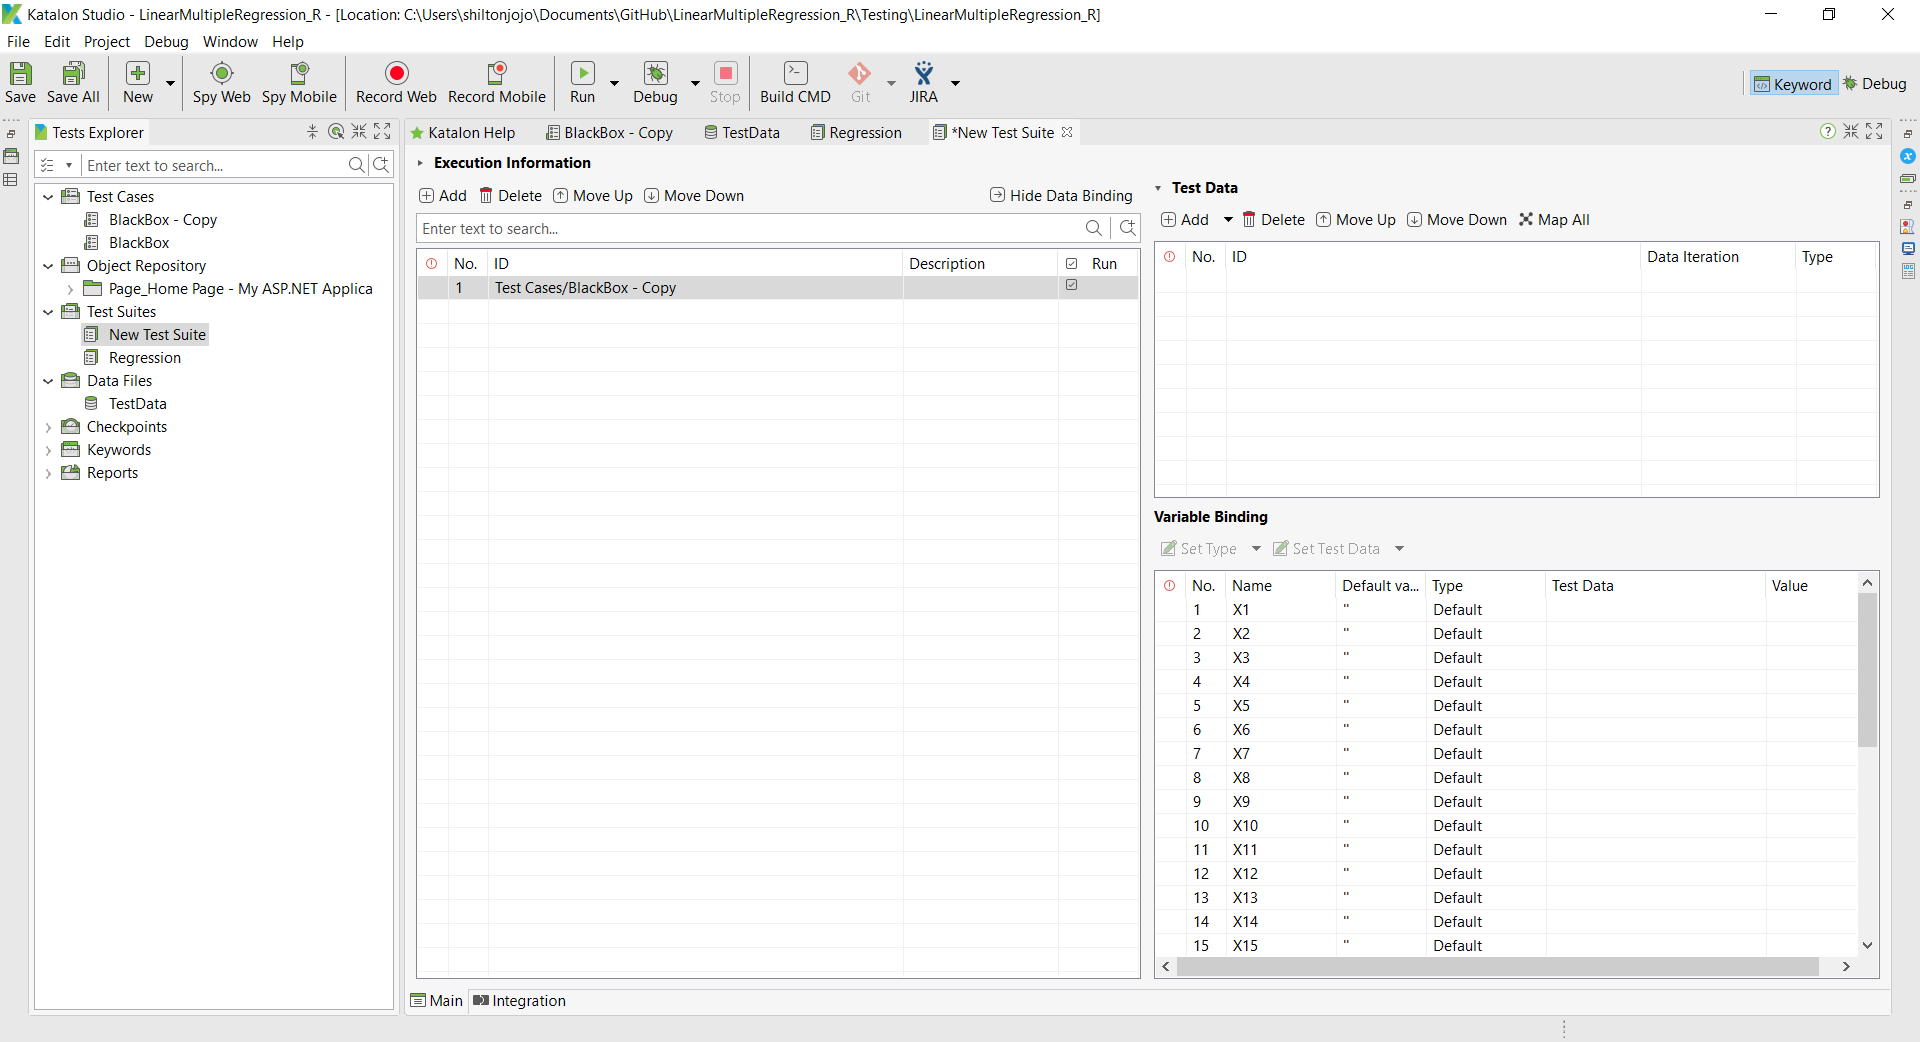 Katalon Studio - LinearMultipleRegression_R - [Location: C:\Users\shiltonjojo\Documents\GitHub\LinearMultipleRegression_R\Testing\LinearMultipleRegression_R]
File Edit Project Debug Window Help
Save Save All New Spy Web Spy Mobile Record Web Record Mobile Run Debug Stop Build CMD Git JIRA Keyword Debug
Tests Explorer
Enter text to search...
Test Cases
BlackBox - Copy
BlackBox
Object Repository
Page_Home Page - My ASP.NET Applica
Test Suites
New Test Suite
Regression
Data Files
TestData
Checkpoints
Keywords
Reports
Katalon Help BlackBox - Copy TestData Regression *New Test Suite
Execution Information
Add Delete Move Up Move Down Hide Data Binding
Enter text to search...
No. ID Description Run
1 Test Cases/BlackBox - Copy
Test Data
Add Delete Move Up Move Down Map All
No. ID Data Iteration Type
Variable Binding
Set Type Set Test Data
No. Name Default va... Type Test Data Value
1 X1 '' Default
2 X2 '' Default
3 X3 '' Default
4 X4 '' Default
5 X5 '' Default
6 X6 '' Default
7 X7 '' Default
8 X8 '' Default
9 X9 '' Default
10 X10 '' Default
11 X11 '' Default
12 X12 '' Default
13 X13 '' Default
14 X14 '' Default
15 X15 '' Default
Main Integration